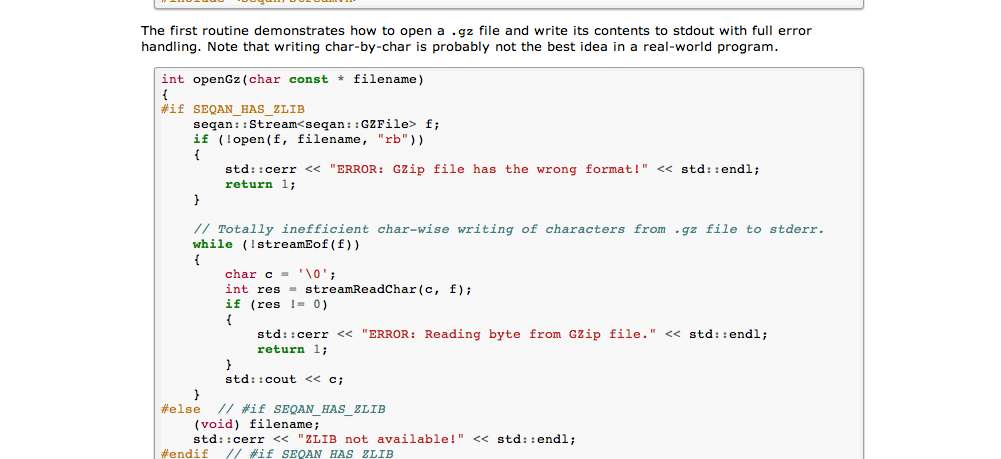 #include <seqan/stream.h>
The first routine demonstrates how to open a .gz file and write its contents to stdout with full error
handling. Note that writing char-by-char is probably not the best idea in a real-world program.
int openGz(char const * filename)
{
#if SEQAN_HAS_ZLIB
    seqan::Stream<seqan::GZFile> f;
    if (!open(f, filename, "rb"))
    {
        std::cerr << "ERROR: GZip file has the wrong format!" << std::endl;
        return 1;
    }
    // Totally inefficient char-wise writing of characters from .gz file to stderr.
    while (!streamEof(f))
    {
        char c = '\0';
        int res = streamReadChar(c, f);
        if (res != 0)
        {
            std::cerr << "ERROR: Reading byte from GZip file." << std::endl;
            return 1;
        }
        std::cout << c;
    }
#else  // #if SEQAN_HAS_ZLIB
    (void) filename;
    std::cerr << "ZLIB not available!" << std::endl;
#endif  // #if SEQAN_HAS_ZLIB